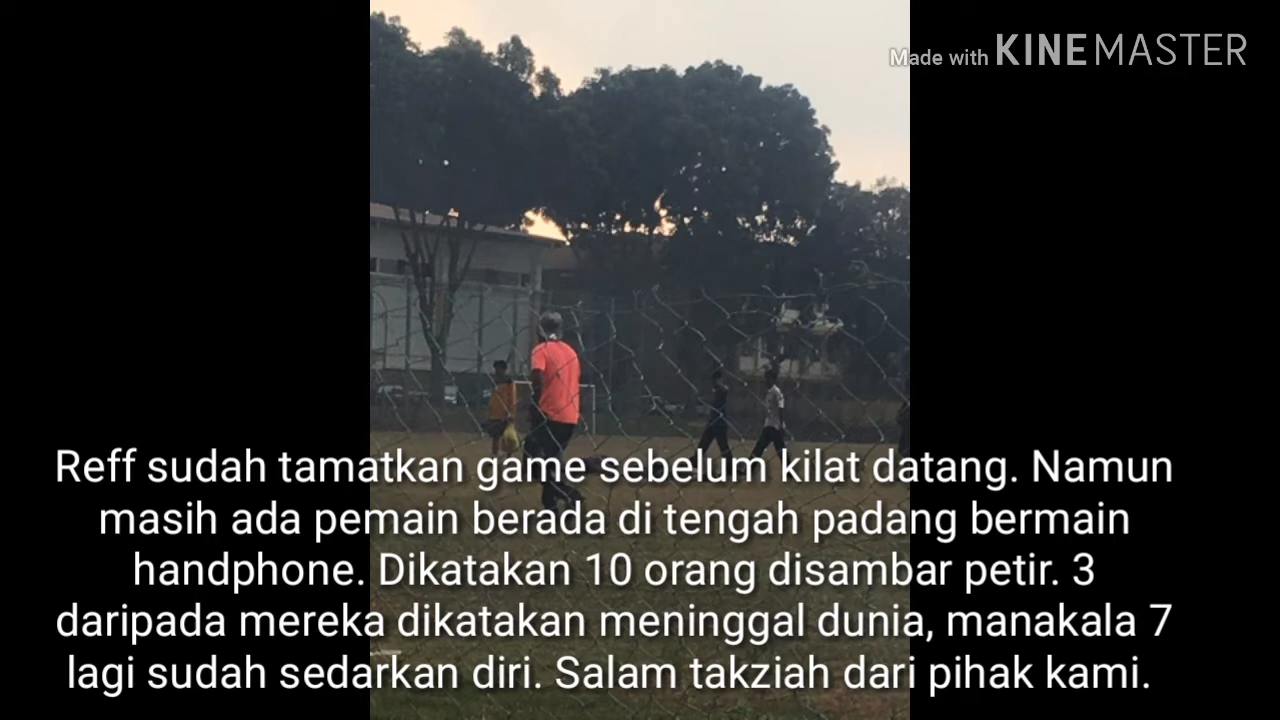 Made with KINEMASTER
Reff sudah tamatkan game sebelum kilat datang. Namun
masih ada pemain berada di tengah padang bermain
handphone. Dikatakan 10 orang disambar petir. 3
daripada mereka dikatakan meninggal dunia, manakala 7
lagi sudah sedarkan diri. Salam takziah dari pihak kami.